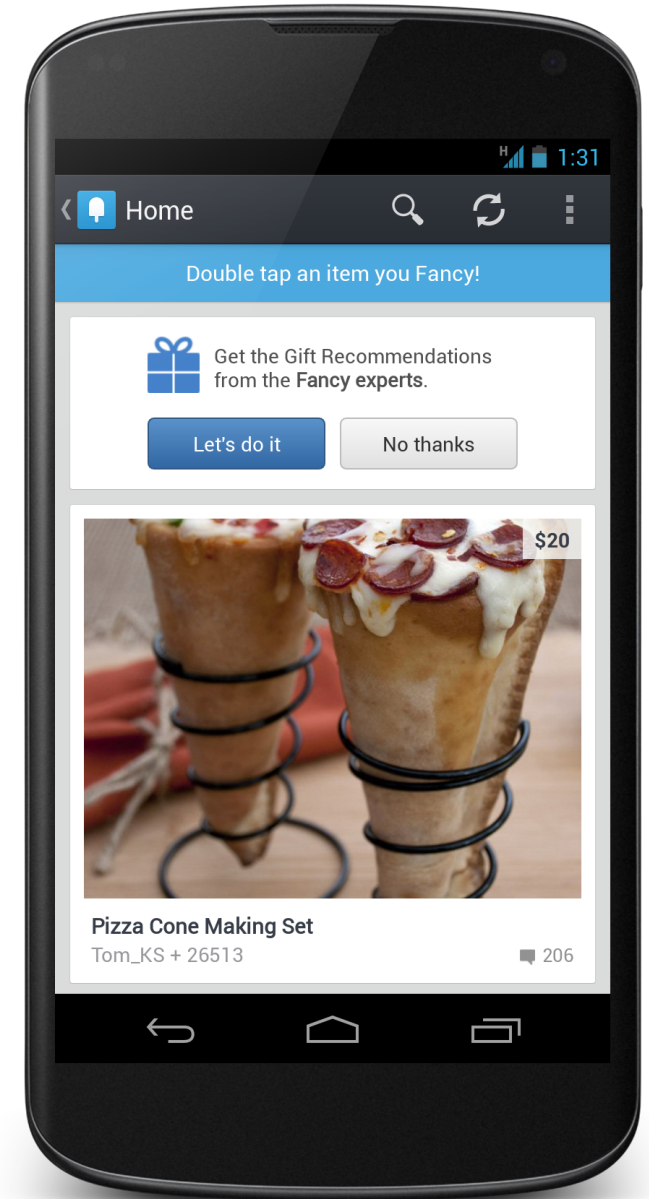 H
1:31
Home
Double tap an item you Fancy!
Get the Gift Recommendations
from the Fancy experts.
Let's do it
No thanks
$20
Pizza Cone Making Set
Tom_KS + 26513
206